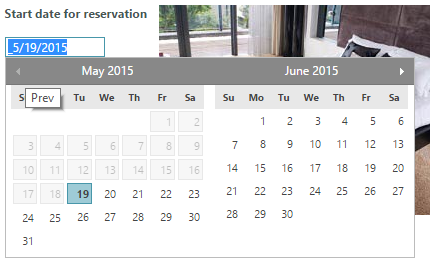 Start date for reservation
_5/19/2015
May 2015
Prev
Tu We Th Fr Sa
1 2
3 4 5 6 7 8 9
10 11 12 13 14 15 16
17 18 19 20 21 22 23
24 25 26 27 28 29 30
31
June 2015
Su Mo Tu We Th Fr Sa
1 2 3 4 5 6
7 8 9 10 11 12 13
14 15 16 17 18 19 20
21 22 23 24 25 26 27
28 29 30